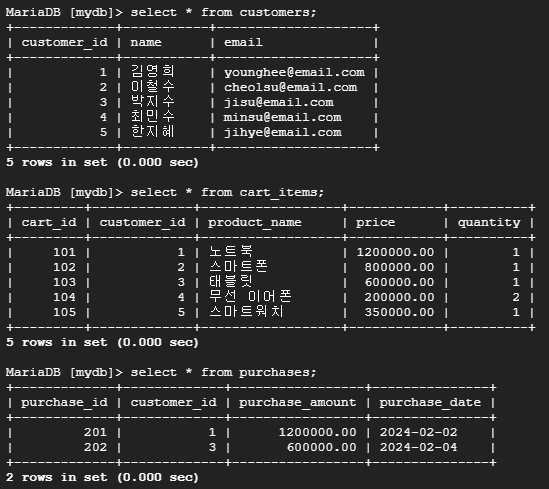 MariaDB [mydb]> select * from customers;
+-------------+-----------+--------------------+
| customer_id | name      | email              |
+-------------+-----------+--------------------+
|           1 | 김영희 | younghee@email.com |
|           2 | 이철수 | cheolsu@email.com  |
|           3 | 박지수 | jisu@email.com     |
|           4 | 최민수 | minsu@email.com    |
|           5 | 한지혜 | jihye@email.com    |
+-------------+-----------+--------------------+
5 rows in set (0.000 sec)
MariaDB [mydb]> select * from cart_items;
+---------+-------------+------------------+------------+----------+
| cart_id | customer_id | product_name     | price      | quantity |
+---------+-------------+------------------+------------+----------+
|     101 |           1 | 노트북 | 1200000.00 |        1 |
|     102 |           2 | 스마트폰 |  800000.00 |        1 |
|     103 |           3 | 태블릿 |  600000.00 |        1 |
|     104 |           4 | 무선 이어폰 |  200000.00 |        2 |
|     105 |           5 | 스마트워치 |  350000.00 |        1 |
+---------+-------------+------------------+------------+----------+
5 rows in set (0.000 sec)
MariaDB [mydb]> select * from purchases;
+-------------+-------------+-----------------+---------------+
| purchase_id | customer_id | purchase_amount | purchase_date |
+-------------+-------------+-----------------+---------------+
|         201 |           1 |      1200000.00 | 2024-02-02    |
|         202 |           3 |       600000.00 | 2024-02-04    |
+-------------+-------------+-----------------+---------------+
2 rows in set (0.000 sec)